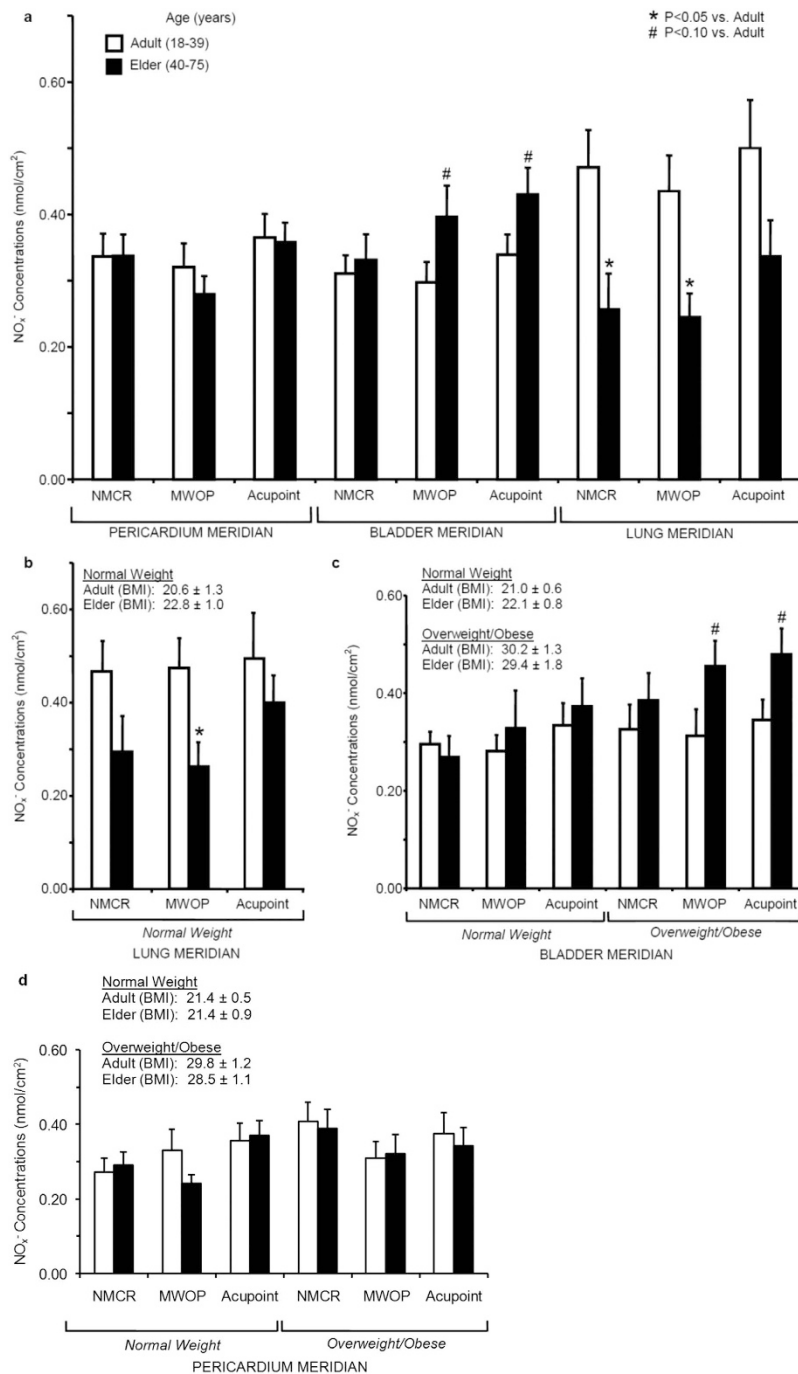 a
Age (years)
Adult (18-39)
Elder (40-75)
* P<0.05 vs. Adult
# P<0.10 vs. Adult
NOx- Concentrations (nmol/cm2)
0.60
0.40
0.20
0.00
# # * *
NMCR MWOP Acupoint NMCR MWOP Acupoint NMCR MWOP Acupoint
PERICARDIUM MERIDIAN BLADDER MERIDIAN LUNG MERIDIAN
b
Normal Weight
Adult (BMI): 20.6 ± 1.3
Elder (BMI): 22.8 ± 1.0
NOx- Concentrations (nmol/cm2)
0.60
0.40
0.20
0.00
*
NMCR MWOP Acupoint
Normal Weight
LUNG MERIDIAN
c
Normal Weight
Adult (BMI): 21.0 ± 0.6
Elder (BMI): 22.1 ± 0.8
Overweight/Obese
Adult (BMI): 30.2 ± 1.3
Elder (BMI): 29.4 ± 1.8
NOx- Concentrations (nmol/cm2)
0.60
0.40
0.20
0.00
# #
NMCR MWOP Acupoint NMCR MWOP Acupoint
Normal Weight Overweight/Obese
BLADDER MERIDIAN
d
Normal Weight
Adult (BMI): 21.4 ± 0.5
Elder (BMI): 21.4 ± 0.9
Overweight/Obese
Adult (BMI): 29.8 ± 1.2
Elder (BMI): 28.5 ± 1.1
NOx- Concentrations (nmol/cm2)
0.60
0.40
0.20
0.00
NMCR MWOP Acupoint NMCR MWOP Acupoint
Normal Weight Overweight/Obese
PERICARDIUM MERIDIAN